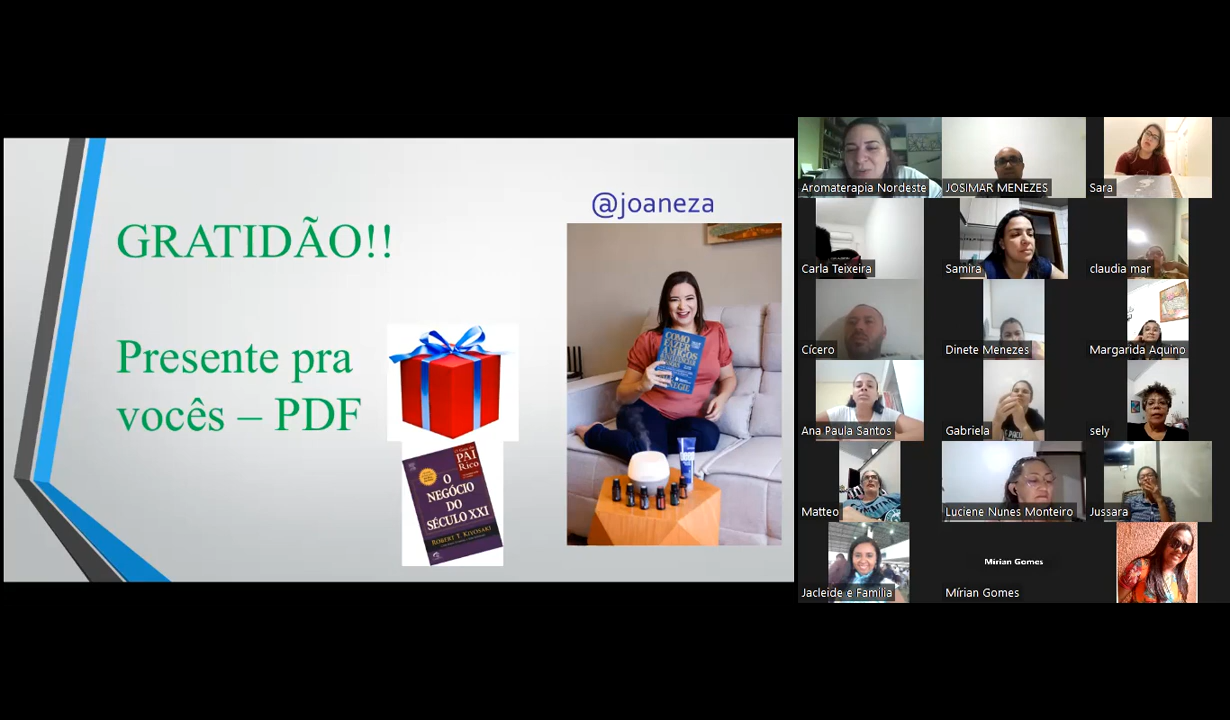 @joaneza
GRATIDÃO!!
Presente pra
vocês – PDF
COMO
FAZER
AMIGOS
PAI
Rico
O
NEGÓCIO
DO
SÉCULO XXI
ROBERT T. KIYOSAKI
Aromaterapia Nordeste
JOSIMAR MENEZES
Sara
Carla Teixeira
Samira
claudia mar
Cícero
Dinete Menezes
Margarida Aquino
Ana Paula Santos
Gabriela
sely
Matteo
Luciene Nunes Monteiro
Jussara
Jacleide e Familia
Mirian Gomes
Mírian Gomes